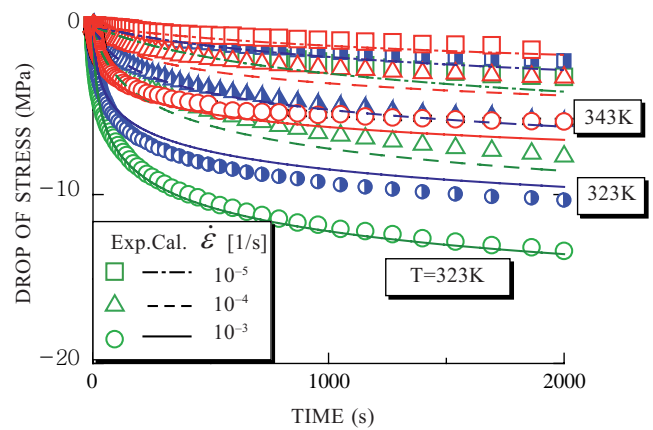 0
−10
−20
DROP OF STRESS (MPa)
343K
323K
T=323K
Exp.Cal. ε̇ [1/s]
10⁻⁵
10⁻⁴
10⁻³
0
1000
2000
TIME (s)